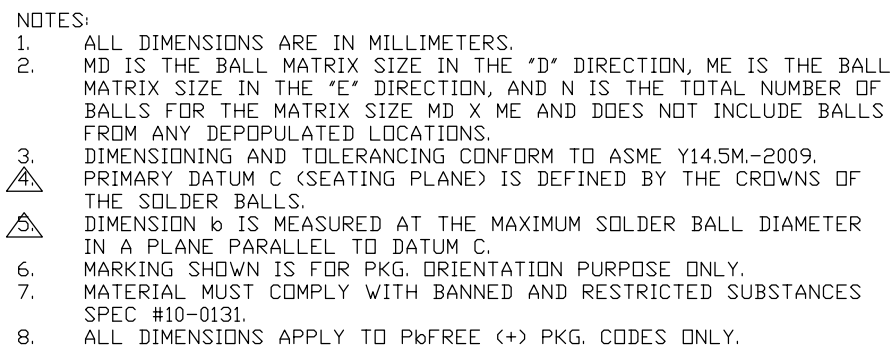 NOTES:
1. ALL DIMENSIONS ARE IN MILLIMETERS.
2. MD IS THE BALL MATRIX SIZE IN THE "D" DIRECTION, ME IS THE BALL
MATRIX SIZE IN THE "E" DIRECTION, AND N IS THE TOTAL NUMBER OF
BALLS FOR THE MATRIX SIZE MD X ME AND DOES NOT INCLUDE BALLS
FROM ANY DEPOPULATED LOCATIONS.
3. DIMENSIONING AND TOLERANCING CONFORM TO ASME Y14.5M.-2009.
4. PRIMARY DATUM C (SEATING PLANE) IS DEFINED BY THE CROWNS OF
THE SOLDER BALLS.
5. DIMENSION b IS MEASURED AT THE MAXIMUM SOLDER BALL DIAMETER
IN A PLANE PARALLEL TO DATUM C.
6. MARKING SHOWN IS FOR PKG. ORIENTATION PURPOSE ONLY.
7. MATERIAL MUST COMPLY WITH BANNED AND RESTRICTED SUBSTANCES
SPEC #10-0131.
8. ALL DIMENSIONS APPLY TO PbFREE (+) PKG. CODES ONLY.